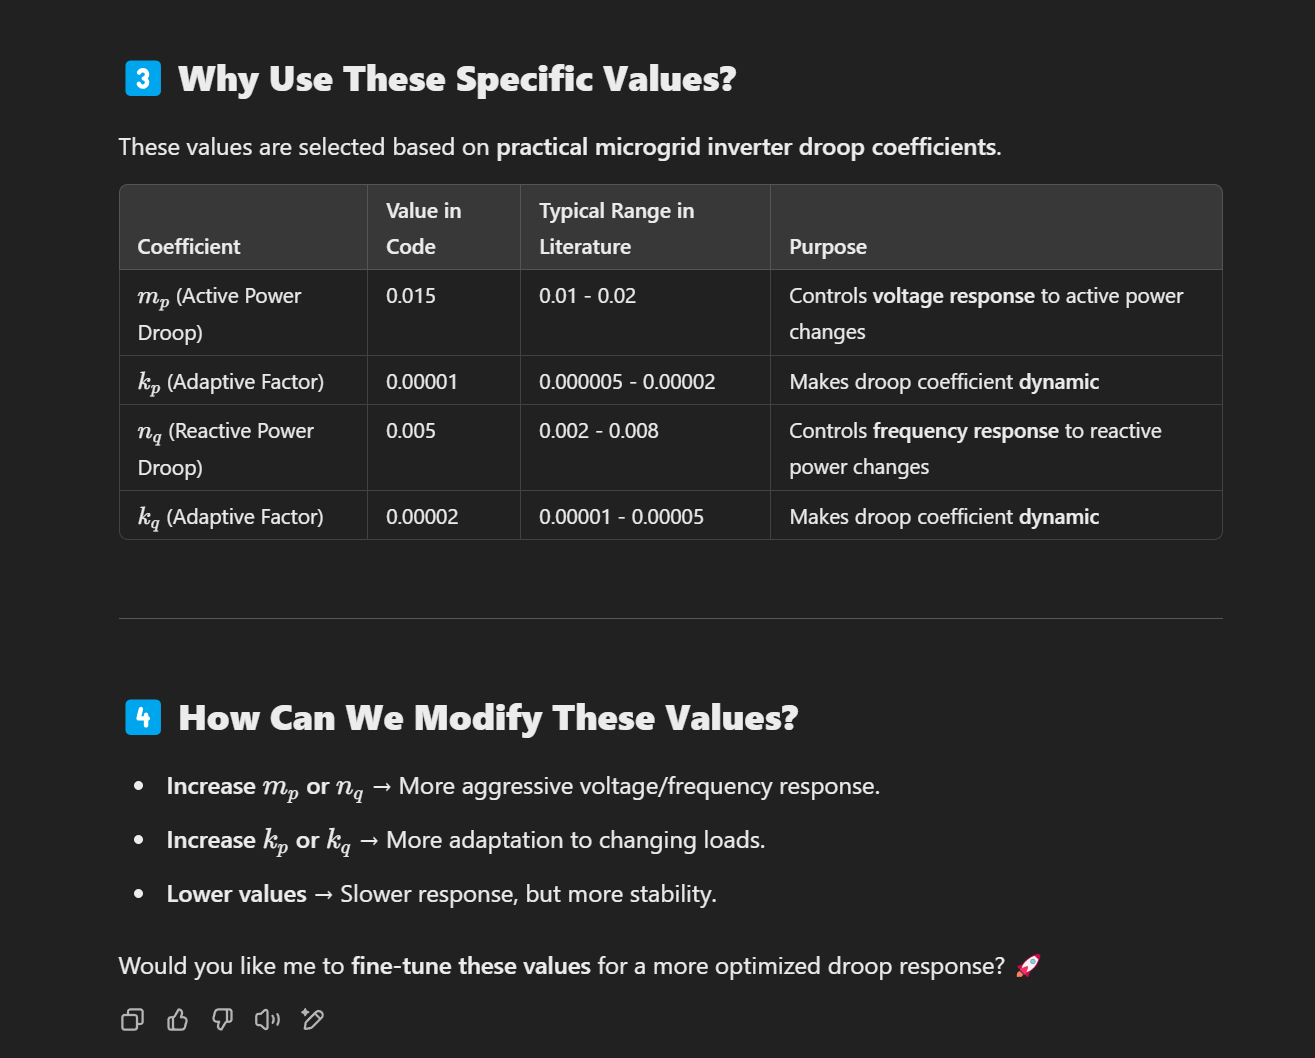 3 Why Use These Specific Values?
These values are selected based on practical microgrid inverter droop coefficients.
Coefficient
Value in
Code
Typical Range in
Literature
Purpose
mₚ (Active Power
Droop)
0.015
0.01 - 0.02
Controls voltage response to active power
changes
kₚ (Adaptive Factor)
0.00001
0.000005 - 0.00002
Makes droop coefficient dynamic
n_q (Reactive Power
Droop)
0.005
0.002 - 0.008
Controls frequency response to reactive
power changes
k_q (Adaptive Factor)
0.00002
0.00001 - 0.00005
Makes droop coefficient dynamic
4 How Can We Modify These Values?
• Increase mₚ or n_q → More aggressive voltage/frequency response.
• Increase kₚ or k_q → More adaptation to changing loads.
• Lower values → Slower response, but more stability.
Would you like me to fine-tune these values for a more optimized droop response? 🚀